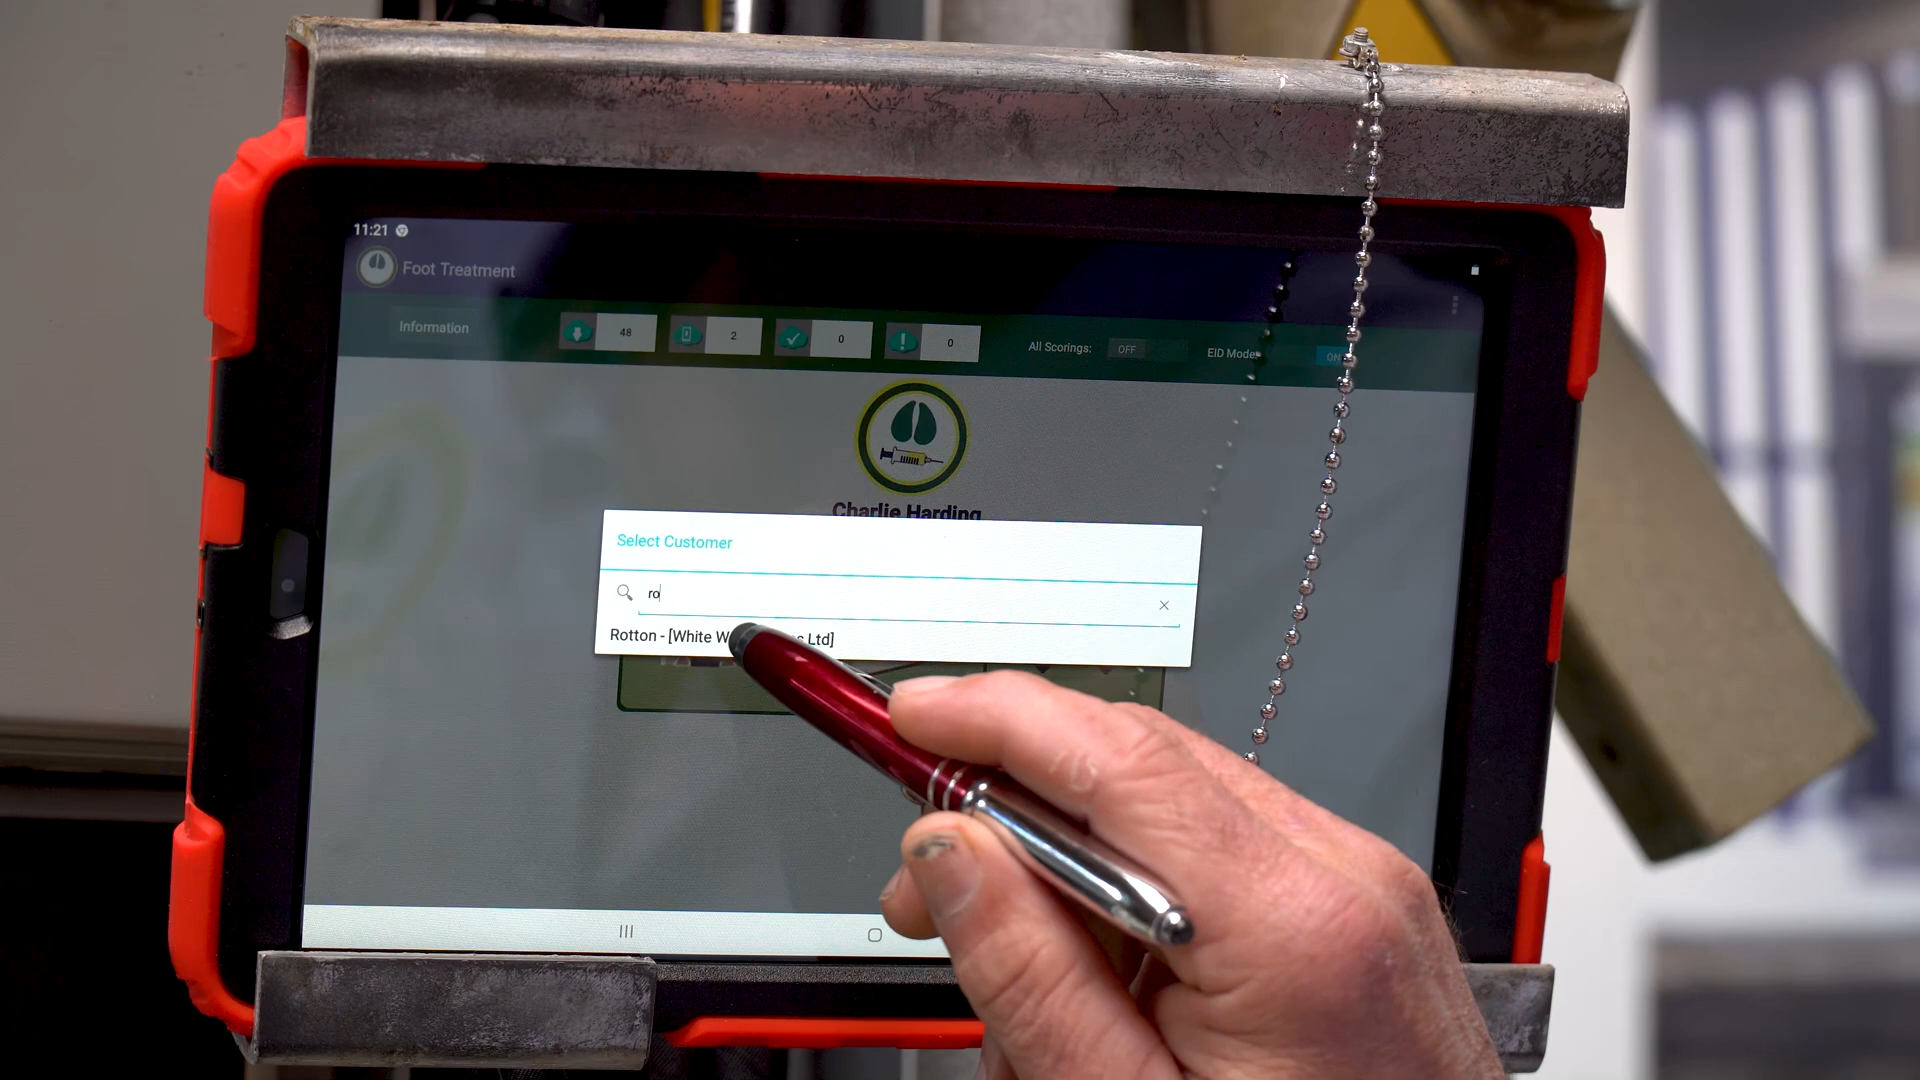 11:21
Foot Treatment
Information
48
2
0
0
All Scorings:
OFF
EID Mode:
ON
Charlie Harding
Select Customer
ro
Rotton - [White Ltd]